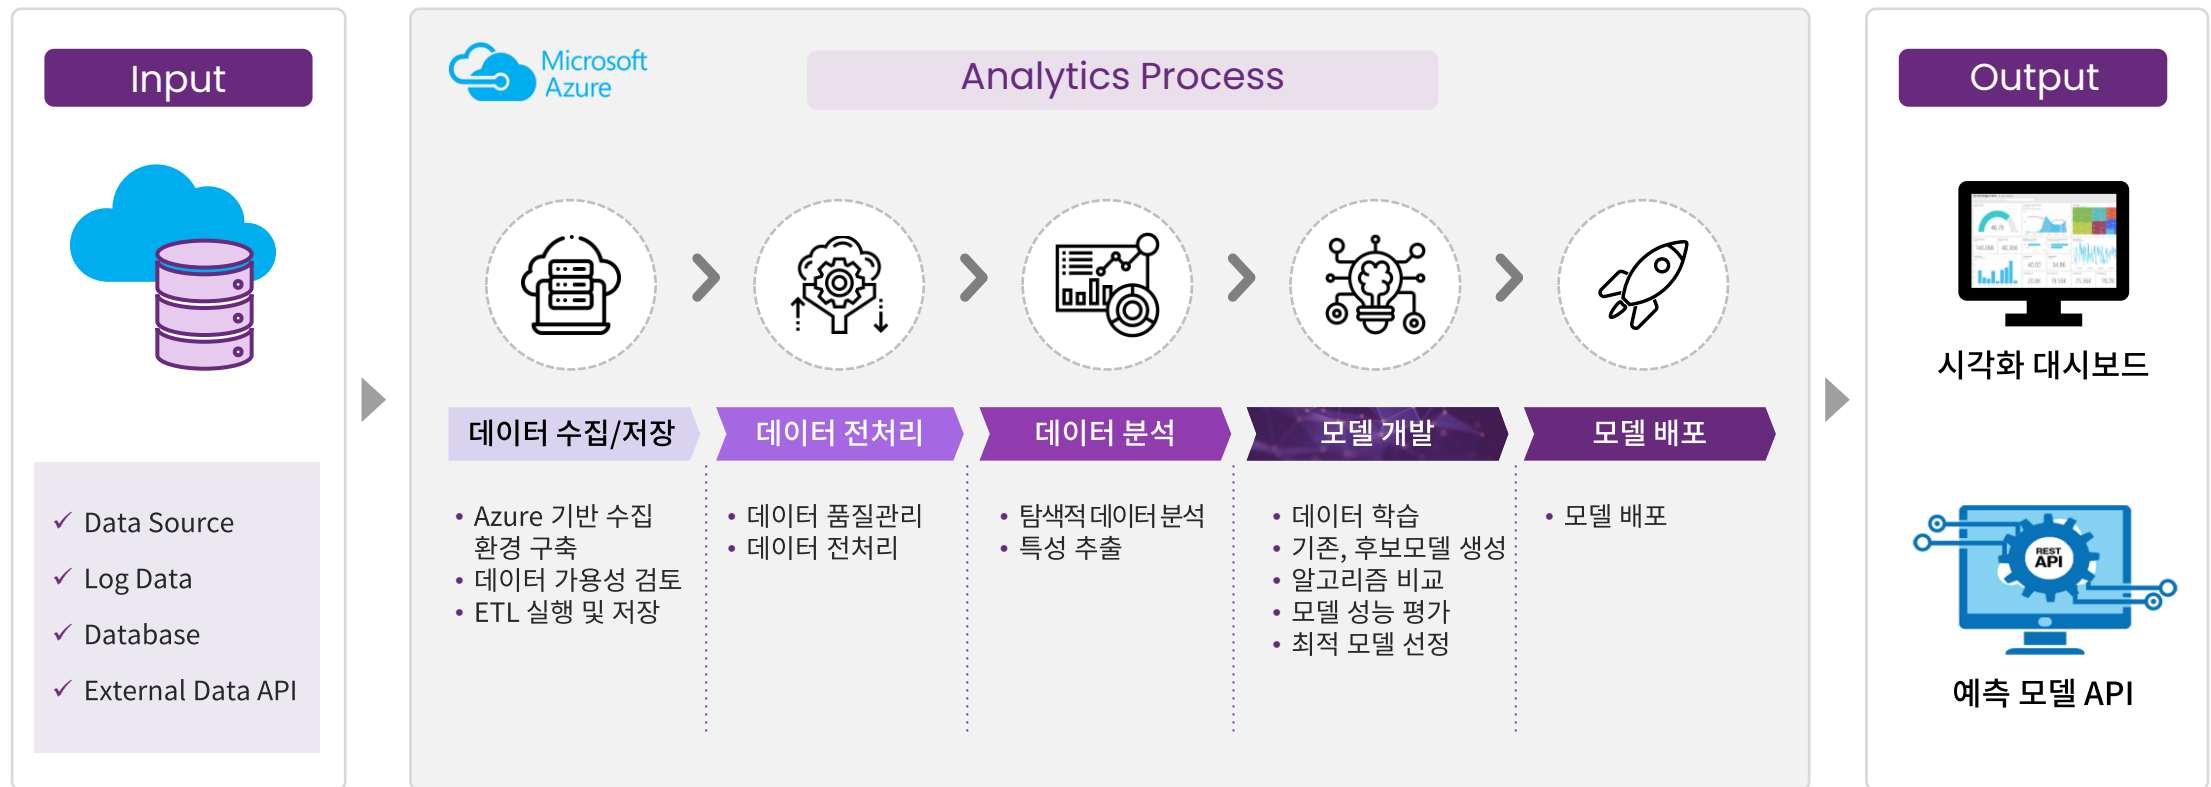 Input
Data Source
Log Data
Database
External Data API
Microsoft
Azure
Analytics Process
데이터 수집/저장
• Azure 기반 수집
환경 구축
• 데이터 가용성 검토
• ETL 실행 및 저장
데이터 전처리
• 데이터 품질관리
• 데이터 전처리
데이터 분석
• 탐색적 데이터 분석
• 특성 추출
모델 개발
• 데이터 학습
• 기존, 후보모델 생성
• 알고리즘 비교
• 모델 성능 평가
• 최적 모델 선정
모델 배포
• 모델 배포
Output
시각화 대시보드
REST
API
예측 모델 API